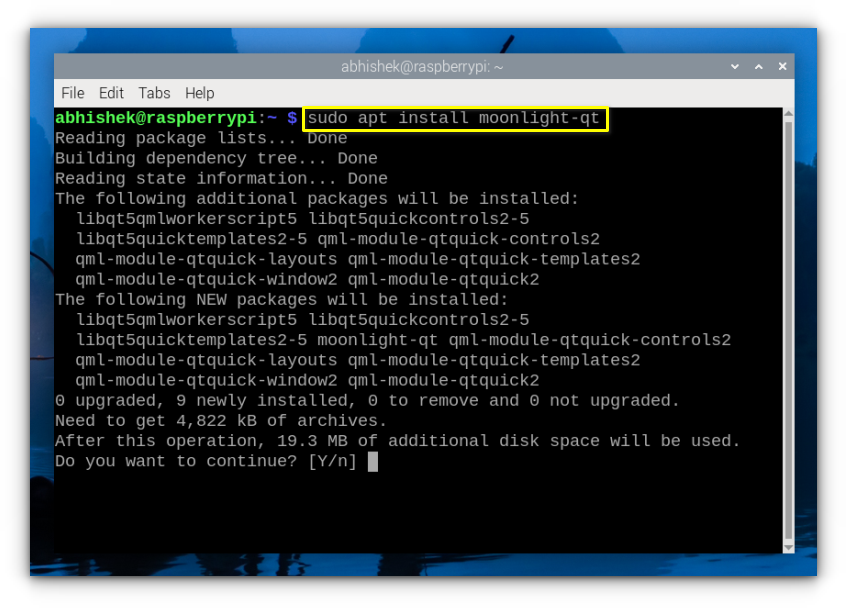 abhishek@raspberrypi: ~
File Edit Tabs Help
abhishek@raspberrypi:~ $ sudo apt install moonlight-qt
Reading package lists... Done
Building dependency tree... Done
Reading state information... Done
The following additional packages will be installed:
  libqt5qmlworkerscript5 libqt5quickcontrols2-5
  libqt5quicktemplates2-5 qml-module-qtquick-controls2
  qml-module-qtquick-layouts qml-module-qtquick-templates2
  qml-module-qtquick-window2 qml-module-qtquick2
The following NEW packages will be installed:
  libqt5qmlworkerscript5 libqt5quickcontrols2-5
  libqt5quicktemplates2-5 moonlight-qt qml-module-qtquick-controls2
  qml-module-qtquick-layouts qml-module-qtquick-templates2
  qml-module-qtquick-window2 qml-module-qtquick2
0 upgraded, 9 newly installed, 0 to remove and 0 not upgraded.
Need to get 4,822 kB of archives.
After this operation, 19.3 MB of additional disk space will be used.
Do you want to continue? [Y/n]